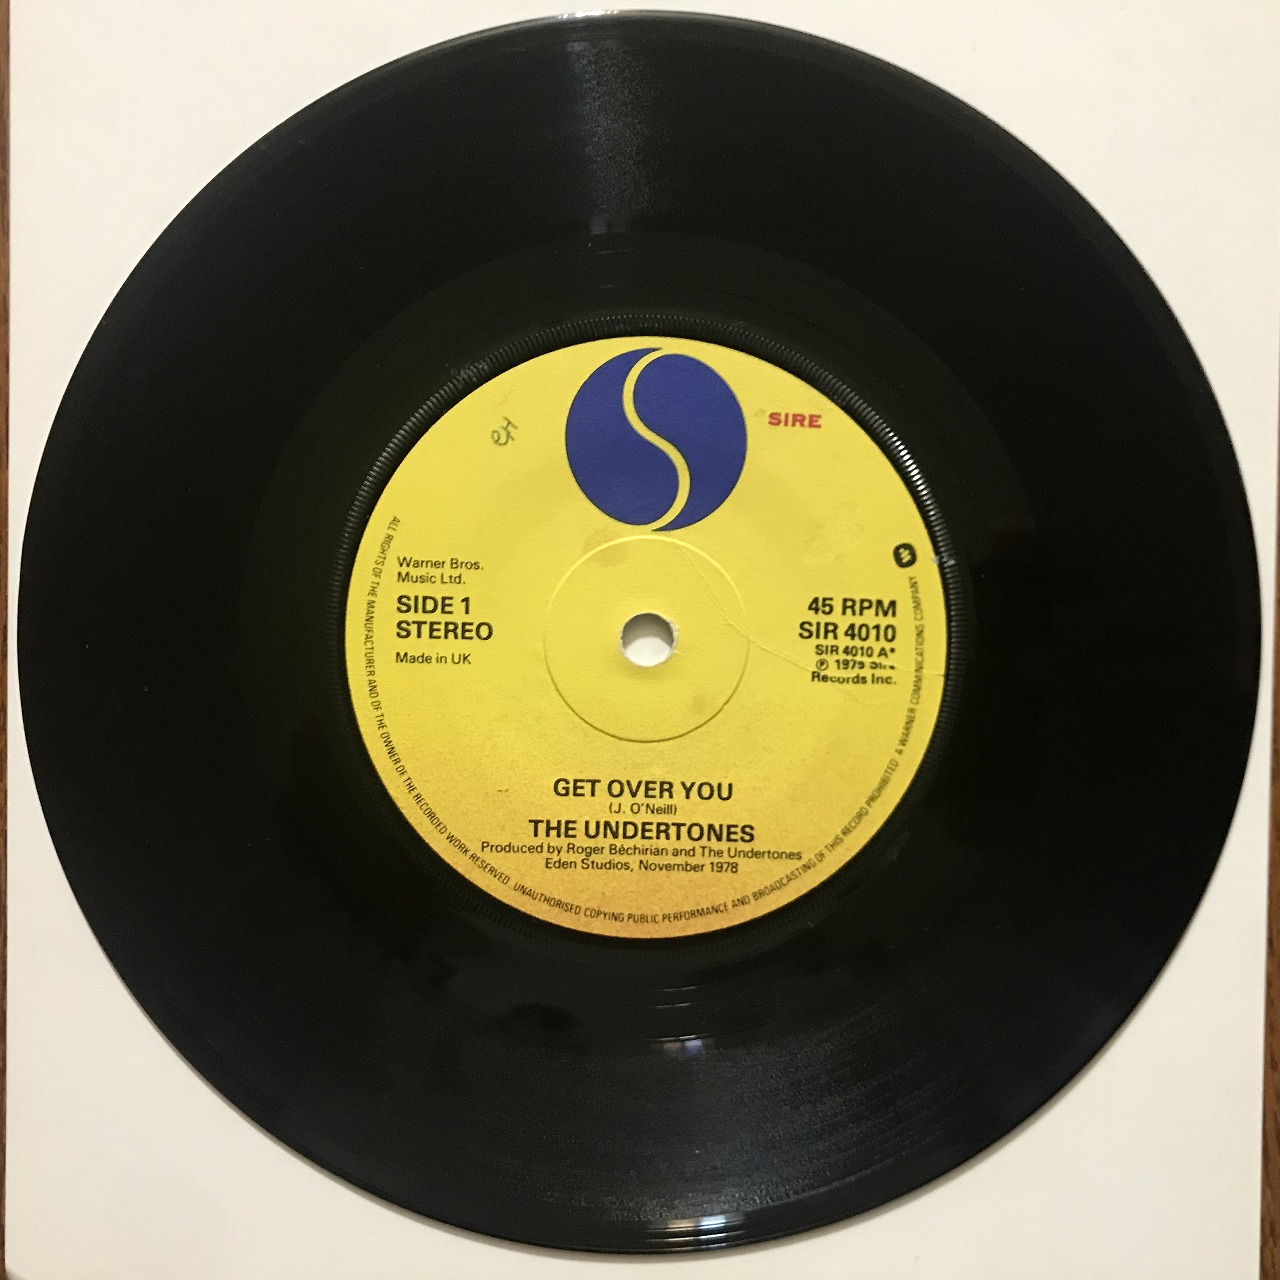 SIRE
Warner Bros.
Music Ltd.
SIDE 1
STEREO
Made in UK
45 RPM
SIR 4010
SIR 4010 A*
℗ 1979 Sire
Records Inc.
GET OVER YOU
(J. O'Neill)
THE UNDERTONES
Produced by Roger Béchirian and The Undertones
Eden Studios, November 1978
ALL RIGHTS OF THE MANUFACTURER AND OF THE OWNER OF THE RECORDED WORK RESERVED. UNAUTHORISED COPYING PUBLIC PERFORMANCE AND BROADCASTING OF THIS RECORD PROHIBITED. A WARNER COMMUNICATIONS COMPANY